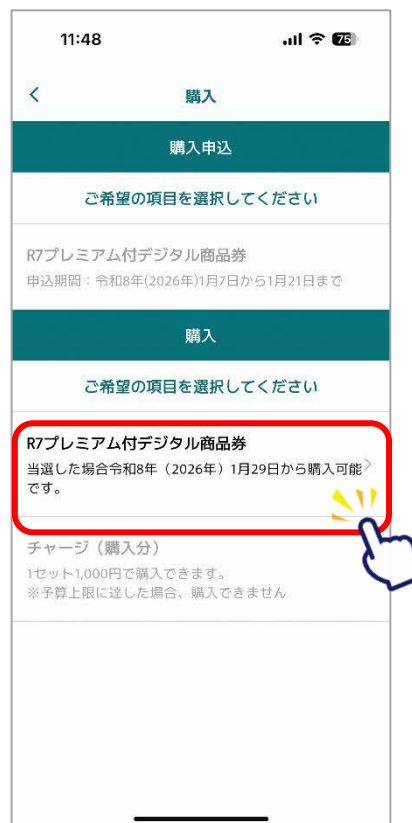 11:48
75
購入
購入申込
ご希望の項目を選択してください
R7プレミアム付デジタル商品券
申込期間：令和8年(2026年)1月7日から1月21日まで
購入
ご希望の項目を選択してください
R7プレミアム付デジタル商品券
当選した場合令和8年（2026年）1月29日から購入可能
です。
チャージ（購入分）
1セット1,000円で購入できます。
※予算上限に達した場合、購入できません